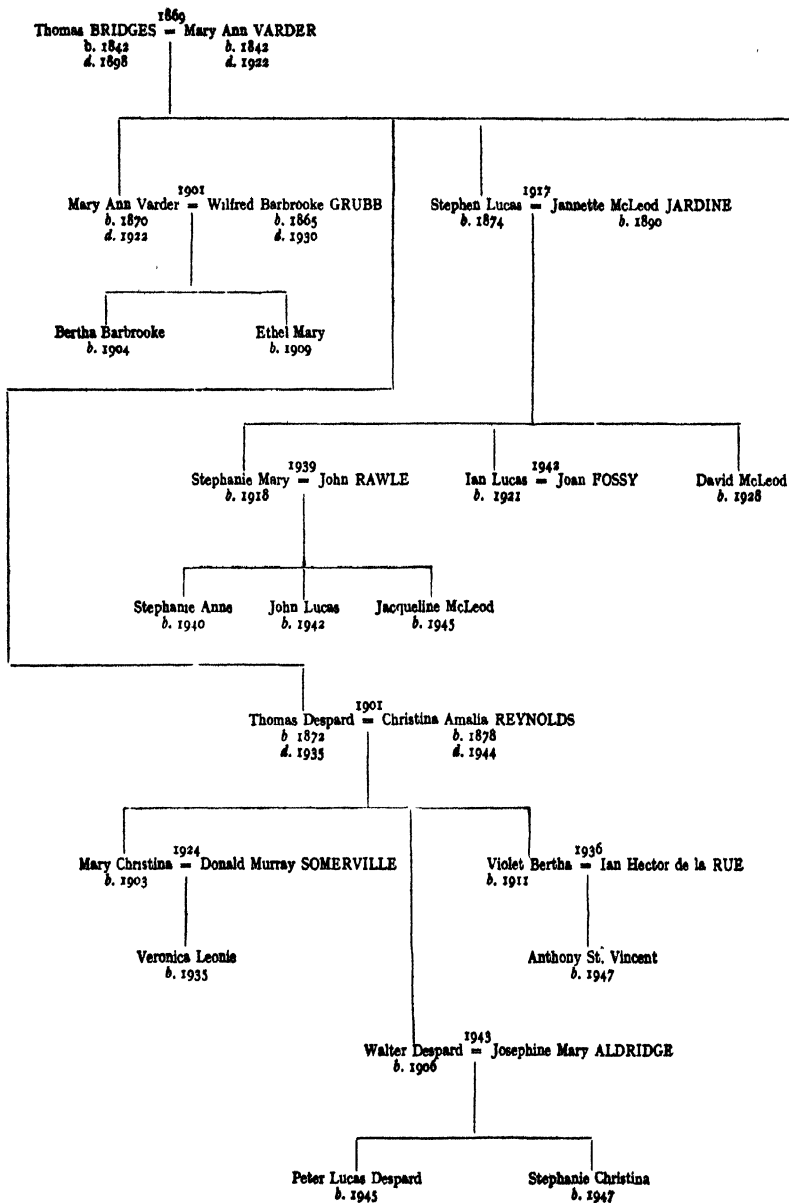 1869
Thomas BRIDGES = Mary Ann VARDER
b. 1842 b. 1842
d. 1898 d. 1922
1901
Mary Ann Varder = Wilfred Barbrooke GRUBB
b. 1870 b. 1865
d. 1922 d. 1930
1917
Stephen Lucas = Jannette McLeod JARDINE
b. 1874 b. 1890
Bertha Barbrooke
b. 1904
Ethel Mary
b. 1909
1939
Stephanie Mary = John RAWLE
b. 1918
1942
Ian Lucas = Joan FOSSY
b. 1921
David McLeod
b. 1928
Stephanie Anne
b. 1940
John Lucas
b. 1942
Jacqueline McLeod
b. 1945
1901
Thomas Despard = Christina Amalia REYNOLDS
b 1872 b. 1878
d. 1935 d. 1944
1924
Mary Christina = Donald Murray SOMERVILLE
b. 1903
1936
Violet Bertha = Ian Hector de la RUE
b. 1911
Veronica Leonie
b. 1935
Anthony St. Vincent
b. 1947
1943
Walter Despard = Josephine Mary ALDRIDGE
b. 1906
Peter Lucas Despard
b. 1945
Stephanie Christina
b. 1947